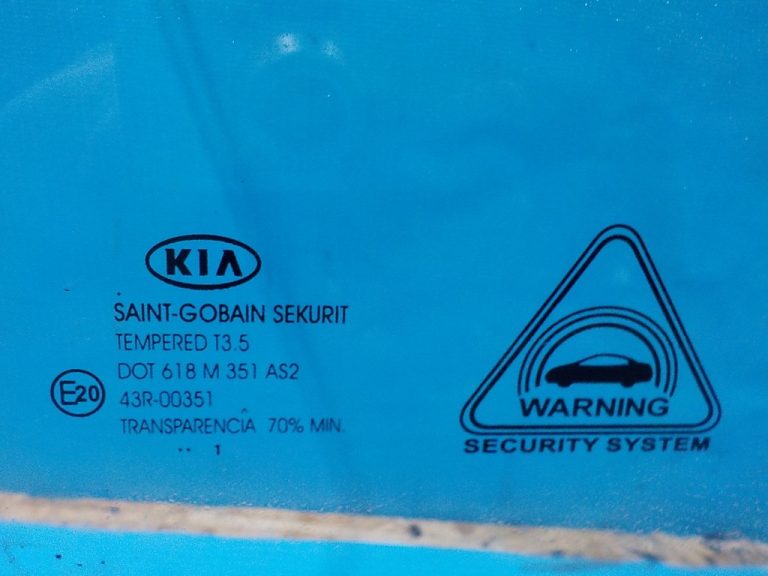 KIA
SAINT-GOBAIN SEKURIT
TEMPERED T3.5
DOT 618 M 351 AS2
E20
43R-00351
TRANSPARENCIA 70% MIN.
.. 1
WARNING
SECURITY SYSTEM